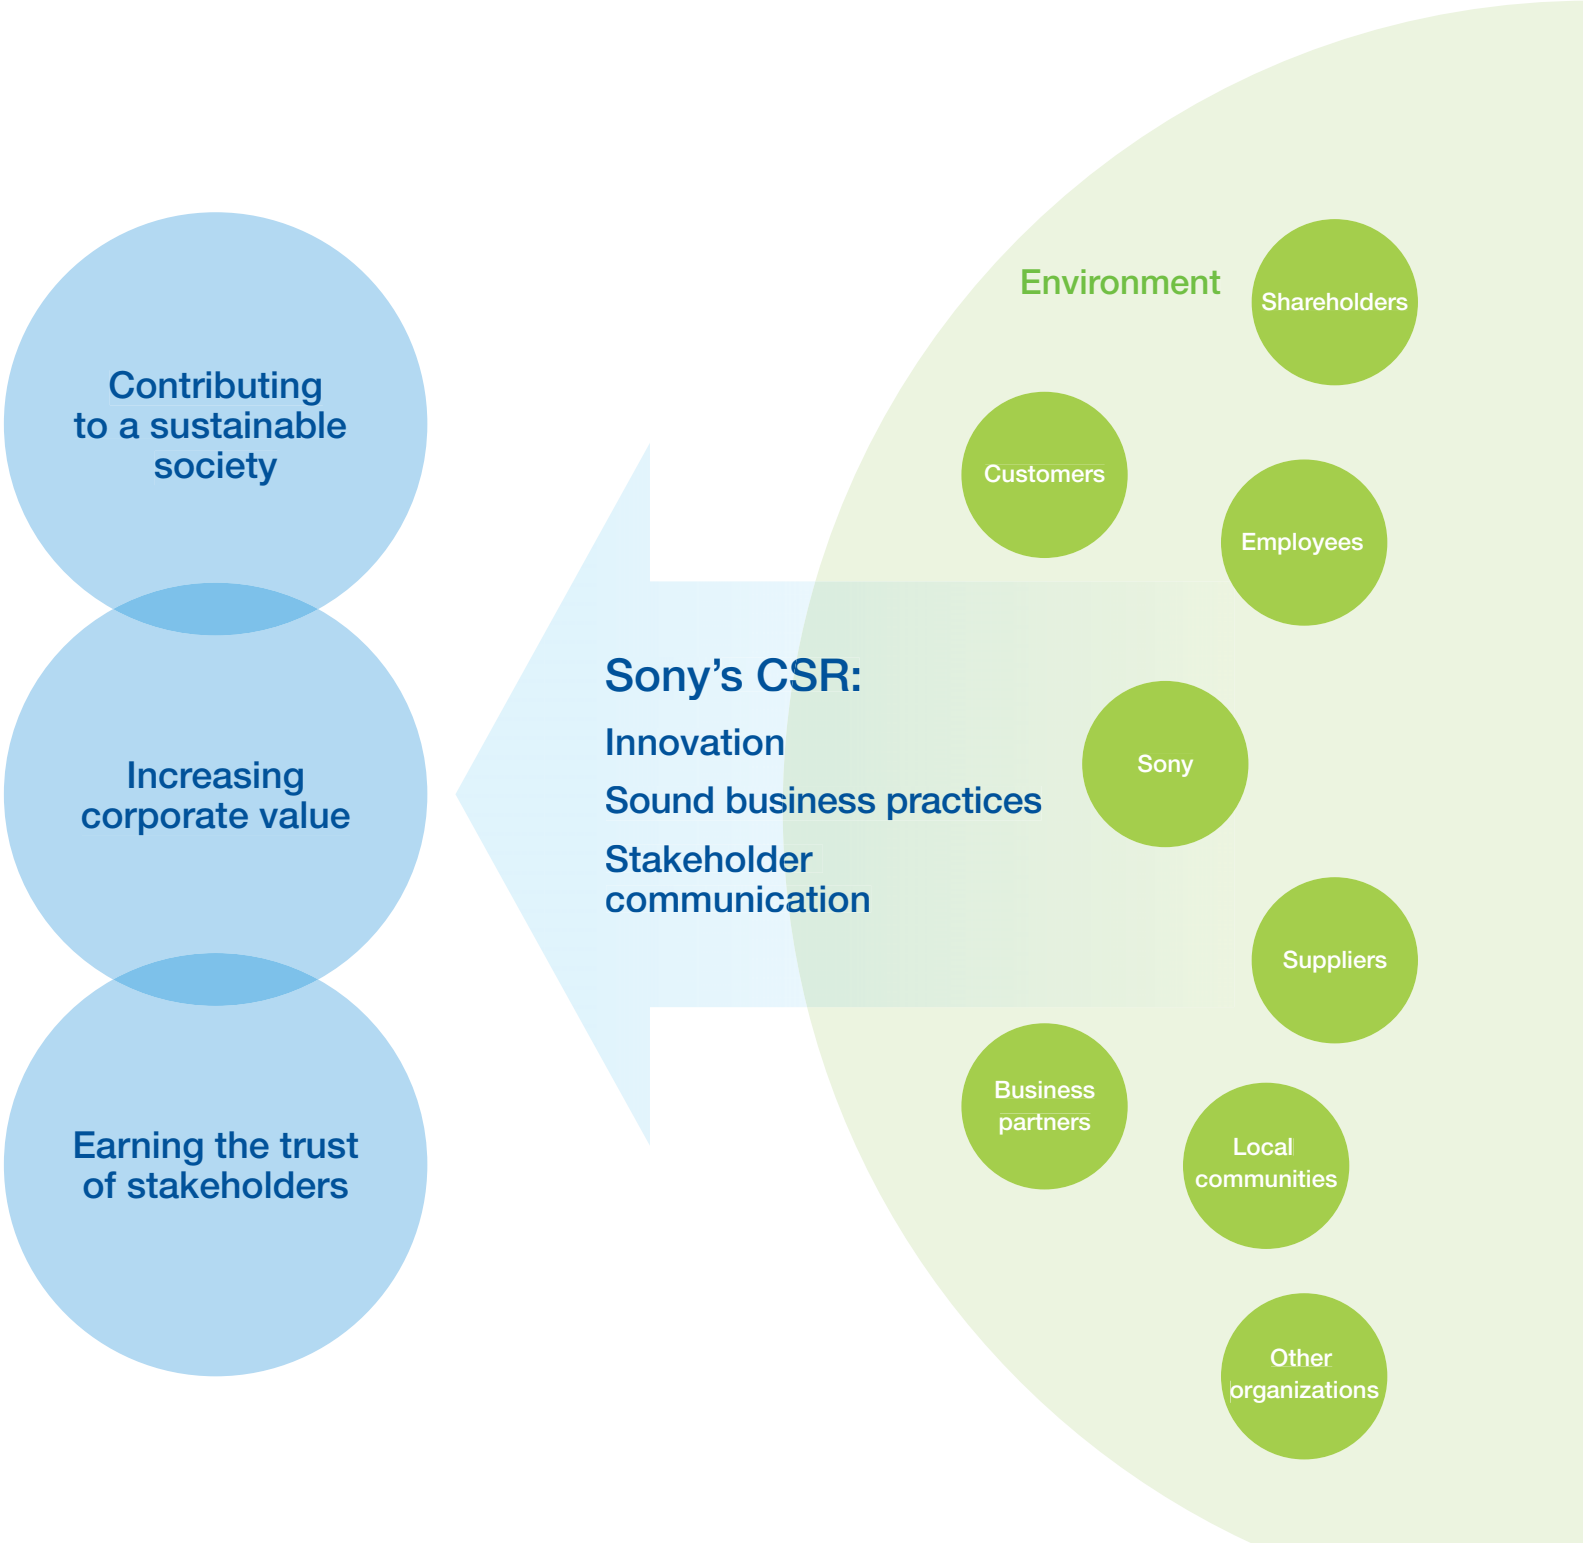 Contributing
to a sustainable
society
Increasing
corporate value
Earning the trust
of stakeholders
Sony’s CSR:
Innovation
Sound business practices
Stakeholder
communication
Environment
Shareholders
Customers
Employees
Sony
Suppliers
Business
partners
Local
communities
Other
organizations